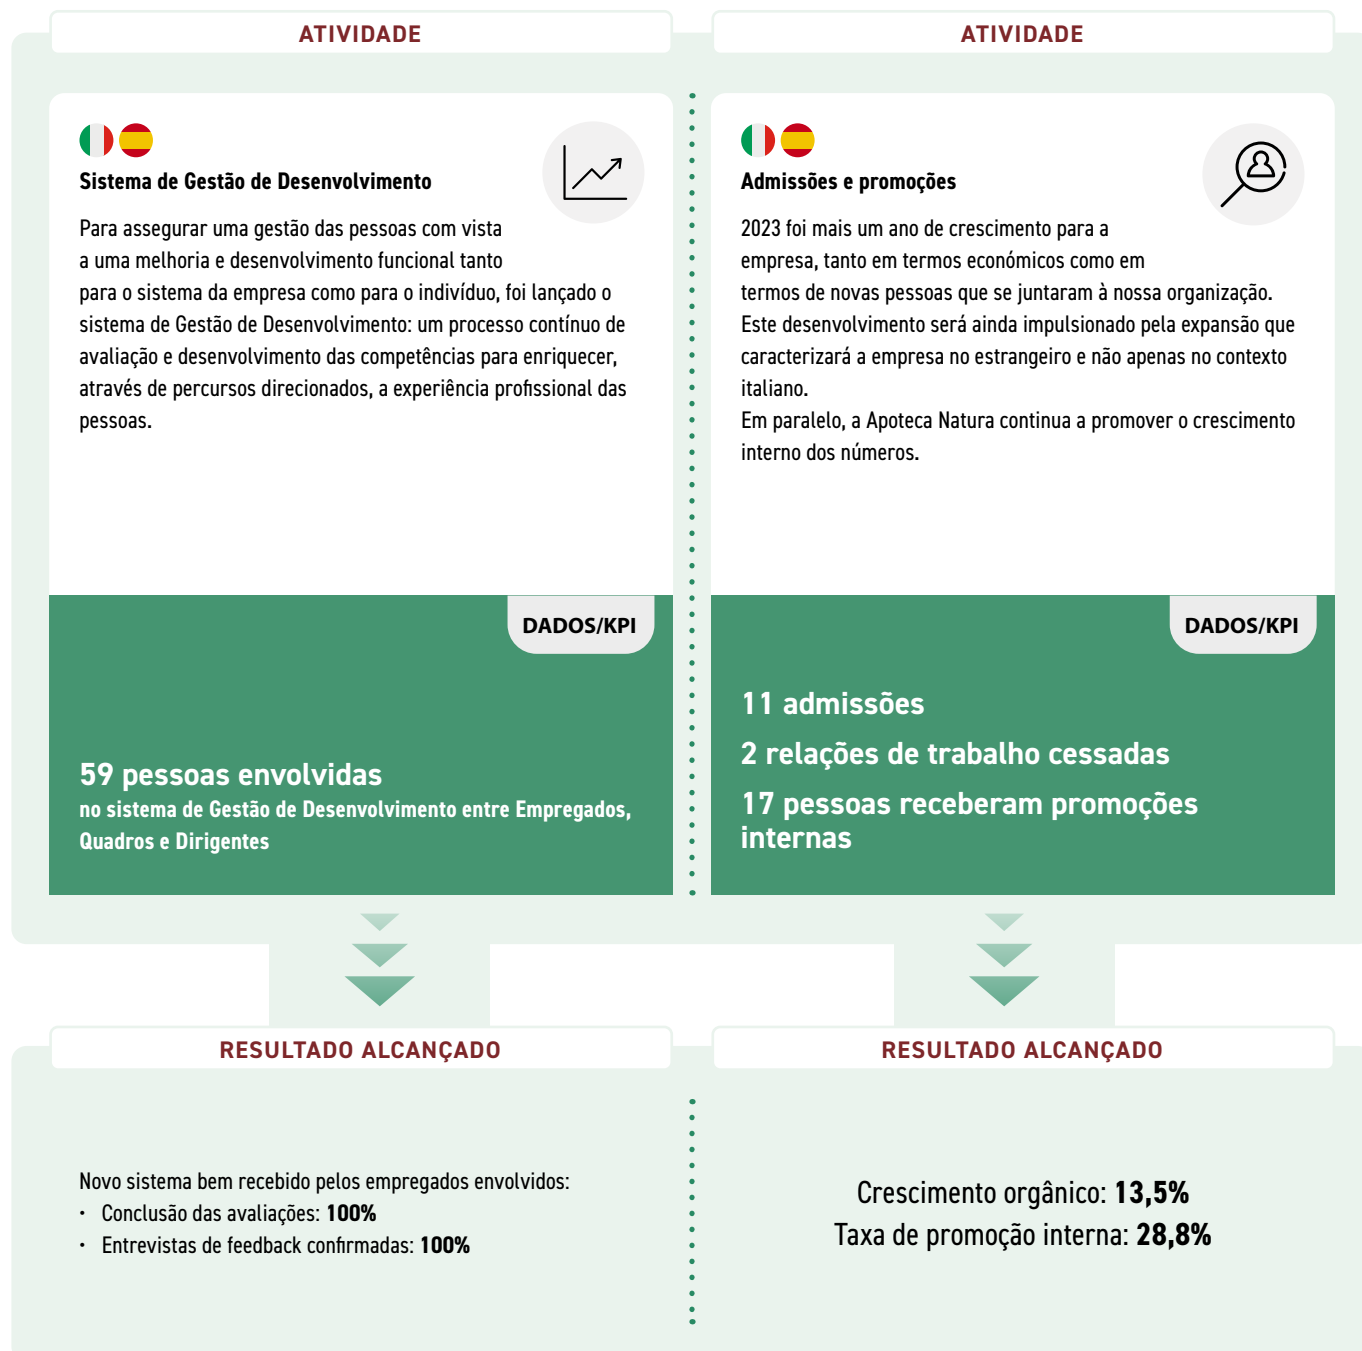 ATIVIDADE
Sistema de Gestão de Desenvolvimento
Para assegurar uma gestão das pessoas com vista
a uma melhoria e desenvolvimento funcional tanto
para o sistema da empresa como para o indivíduo, foi lançado o
sistema de Gestão de Desenvolvimento: um processo contínuo de
avaliação e desenvolvimento das competências para enriquecer,
através de percursos direcionados, a experiência profissional das
pessoas.
DADOS/KPI
59 pessoas envolvidas
no sistema de Gestão de Desenvolvimento entre Empregados,
Quadros e Dirigentes
ATIVIDADE
Admissões e promoções
2023 foi mais um ano de crescimento para a
empresa, tanto em termos económicos como em
termos de novas pessoas que se juntaram à nossa organização.
Este desenvolvimento será ainda impulsionado pela expansão que
caracterizará a empresa no estrangeiro e não apenas no contexto
italiano.
Em paralelo, a Apoteca Natura continua a promover o crescimento
interno dos números.
DADOS/KPI
11 admissões
2 relações de trabalho cessadas
17 pessoas receberam promoções
internas
RESULTADO ALCANÇADO
Novo sistema bem recebido pelos empregados envolvidos:
• Conclusão das avaliações: 100%
• Entrevistas de feedback confirmadas: 100%
RESULTADO ALCANÇADO
Crescimento orgânico: 13,5%
Taxa de promoção interna: 28,8%